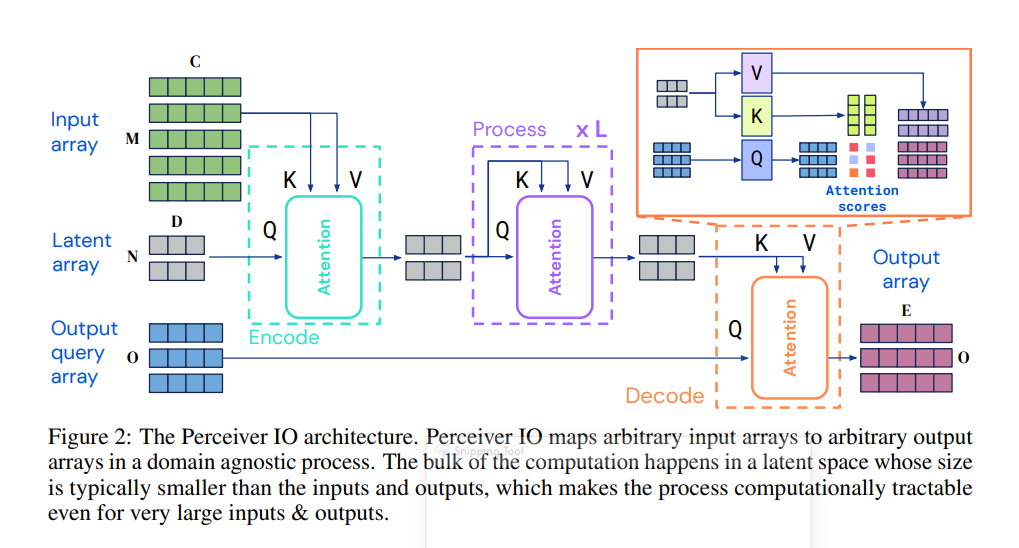 C
Input
array
M
D
Latent
array
N
Output
query
array
O
K
V
Q
Attention
Encode
Process x L
K
V
Q
Attention
V
K
Q
Attention
scores
K
V
Q
Attention
Decode
Output
array
E
O
Figure 2: The Perceiver IO architecture. Perceiver IO maps arbitrary input arrays to arbitrary output
arrays in a domain agnostic process. The bulk of the computation happens in a latent space whose size
is typically smaller than the inputs and outputs, which makes the process computationally tractable
even for very large inputs & outputs.
Snipping Tool